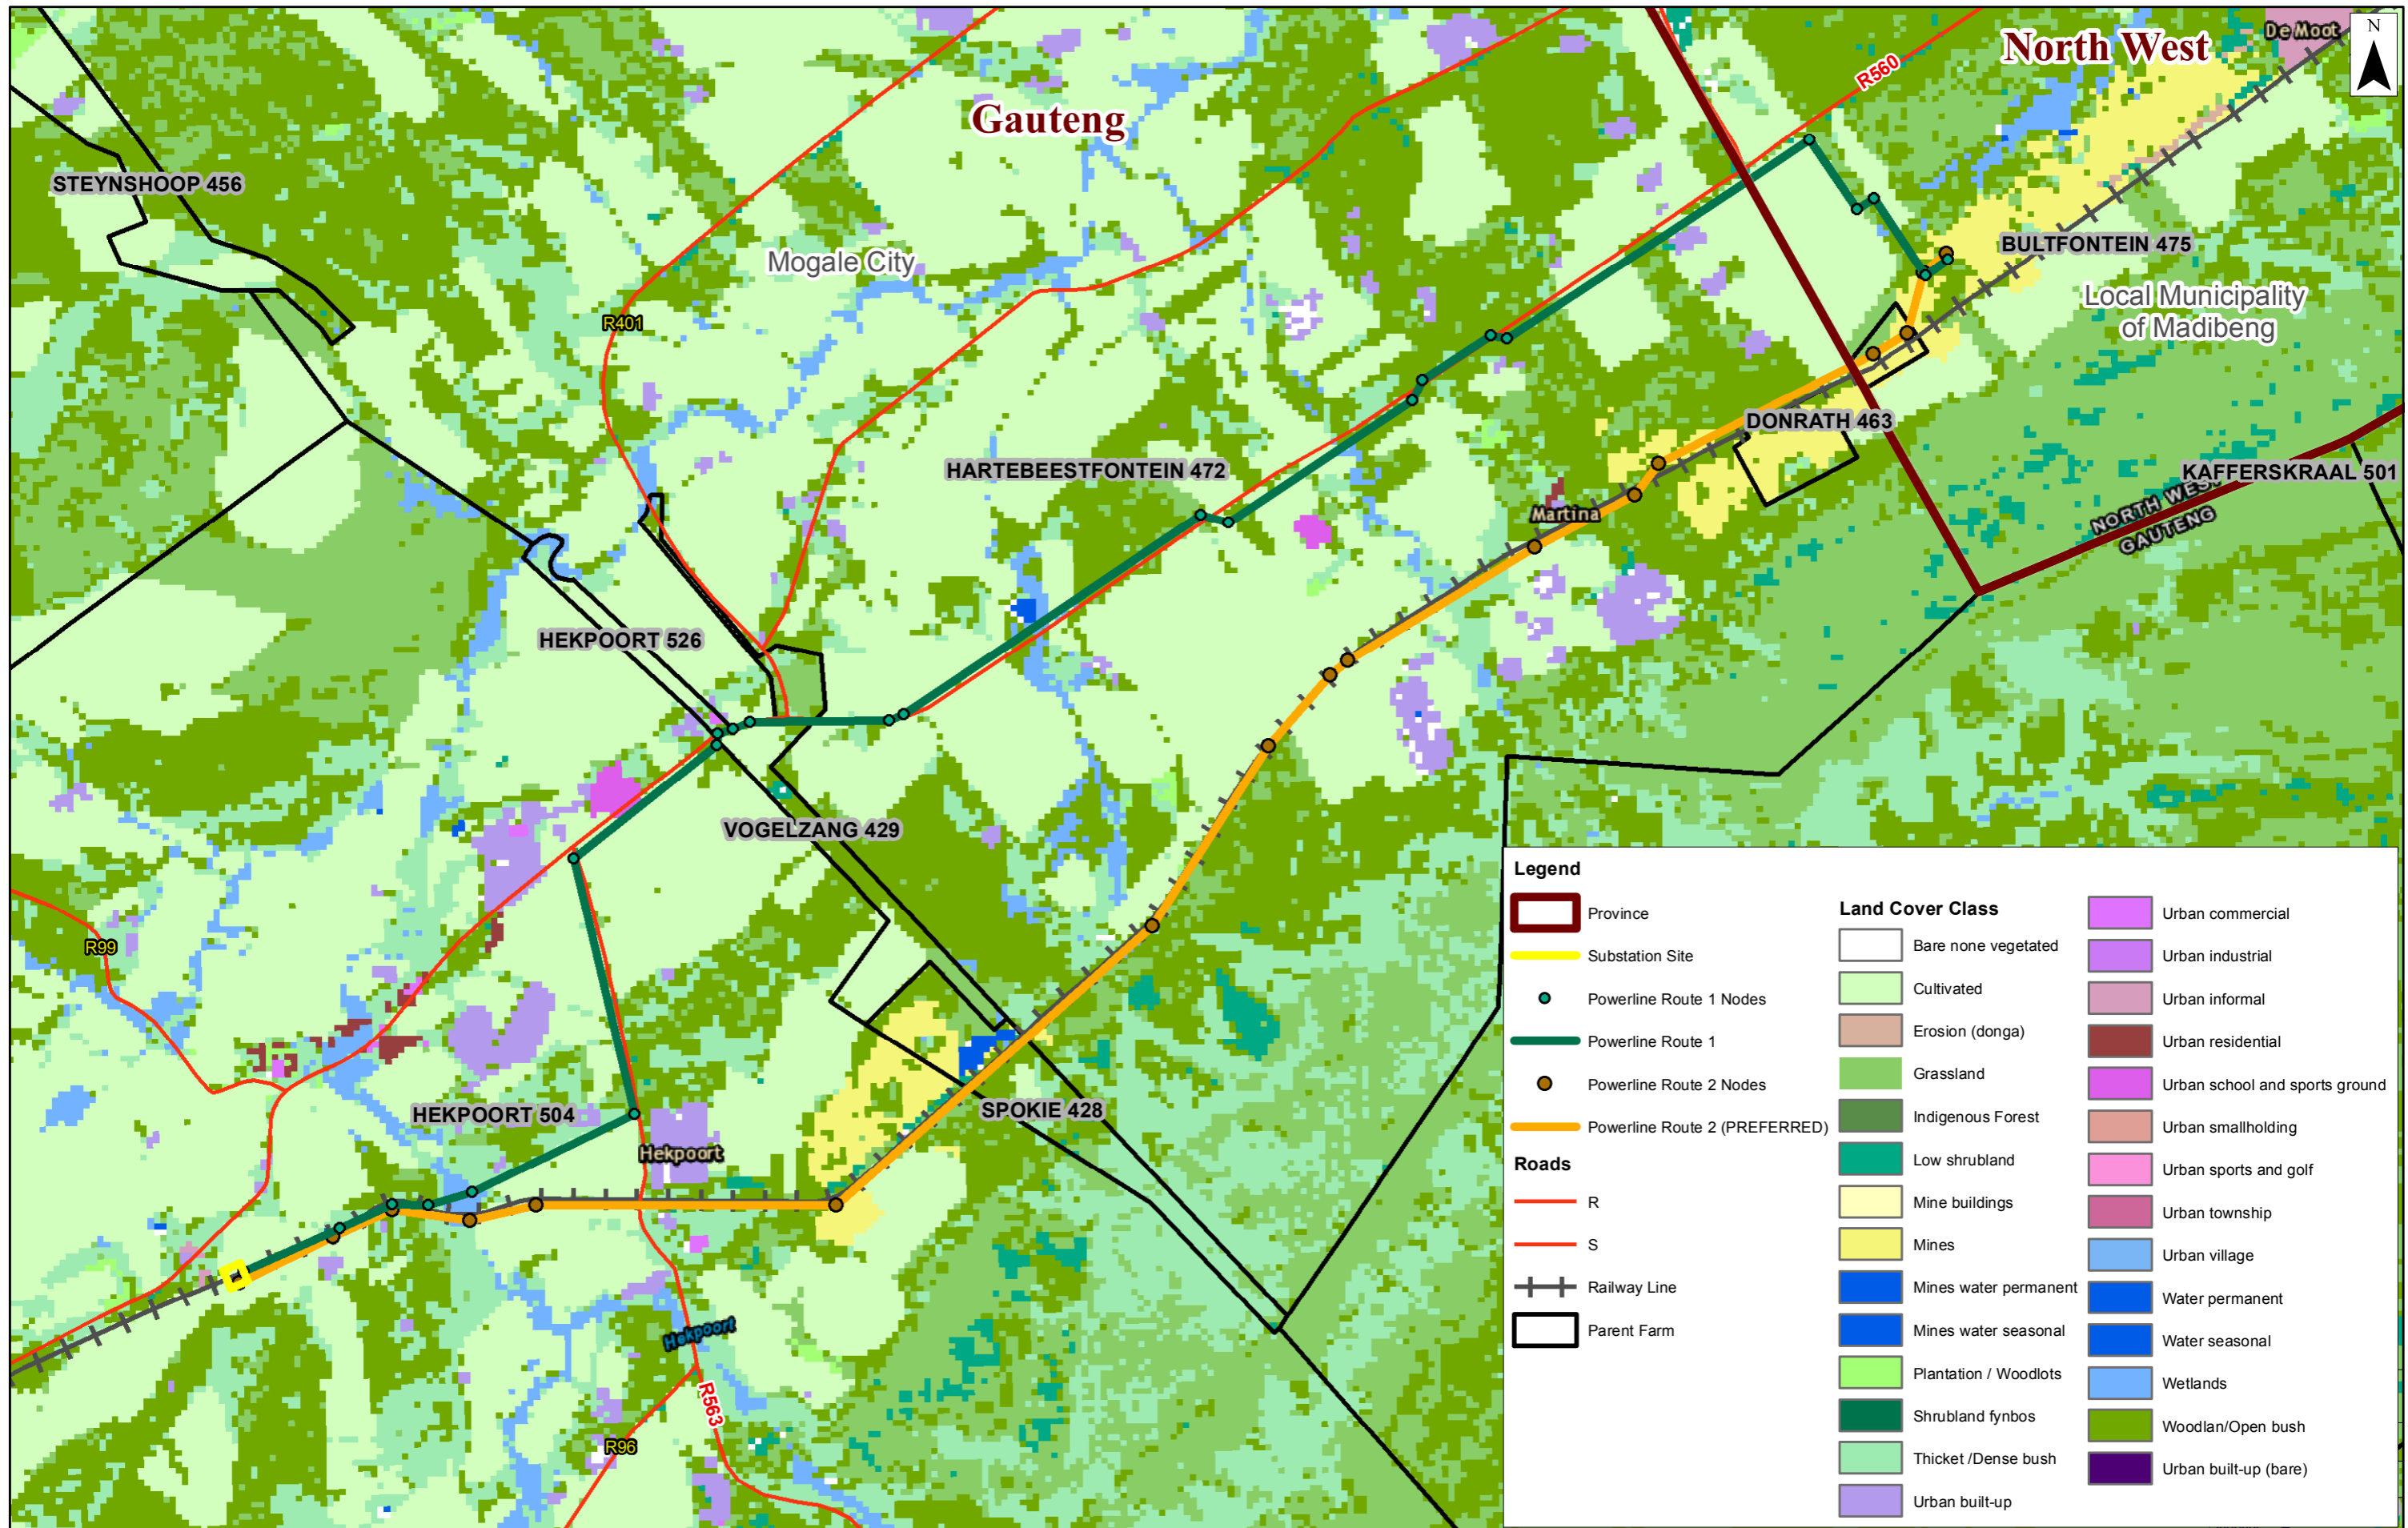 De Moot
N
North West
R560
Gauteng
STEYNSHOOP 456
BULTFONTEIN 475
Mogale City
Local Municipality
of Madibeng
R401
DONRATH 463
HARTEBEESTFONTEIN 472
KAFFERSKRAAL 501
NORTH WEST
GAUTENG
Martina
HEKPOORT 526
VOGELZANG 429
R99
HEKPOORT 504
SPOKIE 428
Hekpoort
Hekpoort
R563
R96
Legend
Province
Substation Site
Powerline Route 1 Nodes
Powerline Route 1
Powerline Route 2 Nodes
Powerline Route 2 (PREFERRED)
Roads
R
S
Railway Line
Parent Farm
Land Cover Class
Bare none vegetated
Cultivated
Erosion (donga)
Grassland
Indigenous Forest
Low shrubland
Mine buildings
Mines
Mines water permanent
Mines water seasonal
Plantation / Woodlots
Shrubland fynbos
Thicket /Dense bush
Urban built-up
Urban commercial
Urban industrial
Urban informal
Urban residential
Urban school and sports ground
Urban smallholding
Urban sports and golf
Urban township
Urban village
Water permanent
Water seasonal
Wetlands
Woodlan/Open bush
Urban built-up (bare)